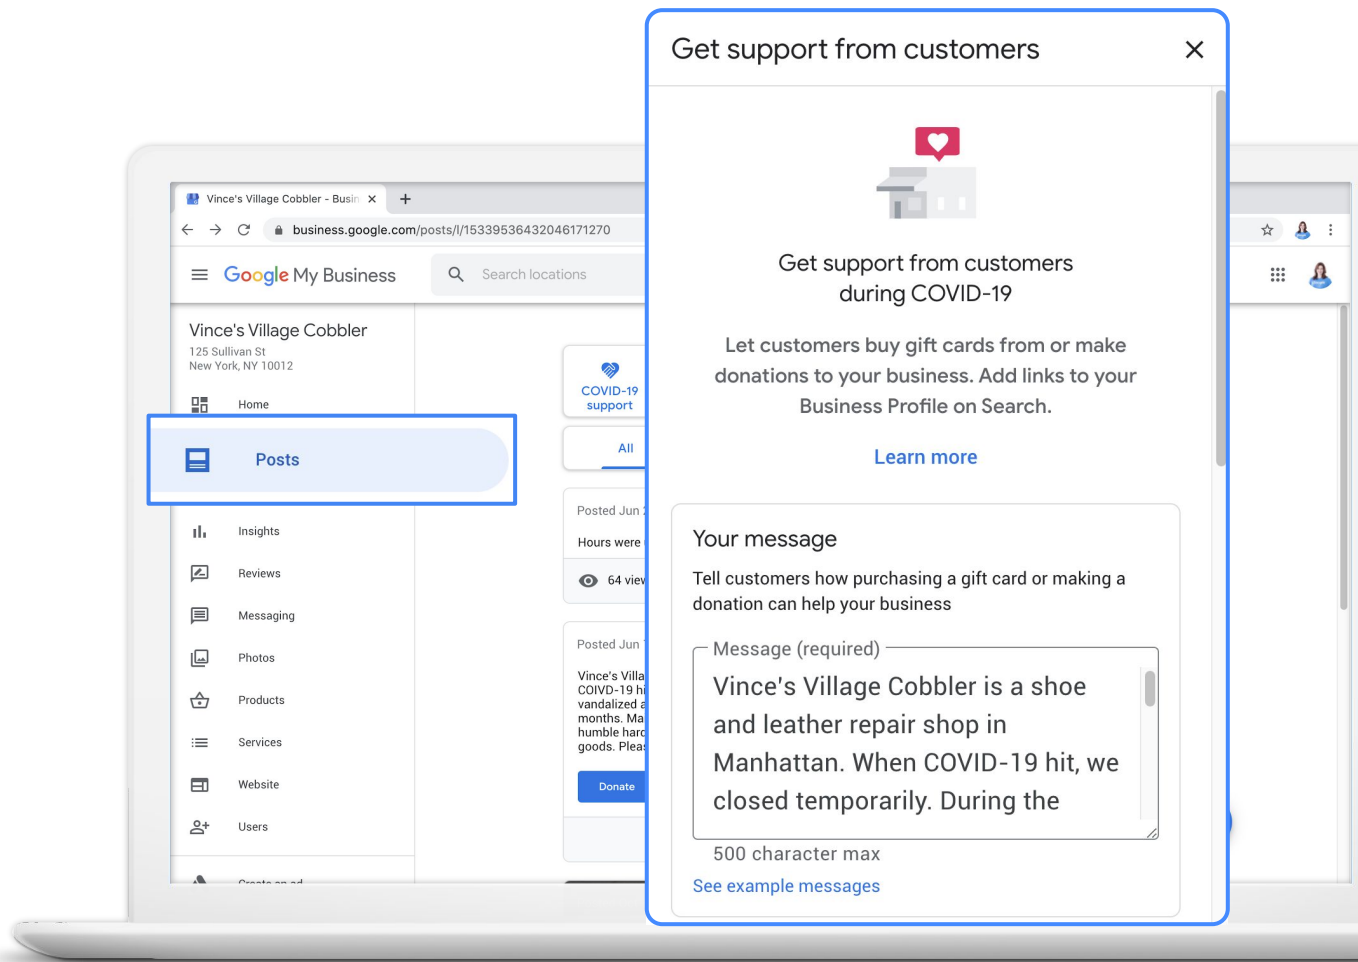 Get support from customers
Vince's Village Cobbler - Busin
business.google.com/posts/l/15339536432046171270
Google My Business
Search locations
Vince's Village Cobbler
125 Sullivan St
New York, NY 10012
Home
Posts
Insights
Reviews
Messaging
Photos
Products
Services
Website
Users
Create an ad
COVID-19
support
All
Posted Jun
Hours were
64 view
Posted Jun
Vince's Villa
COIVD-19 hi
vandalized a
months. Ma
humble hard
goods. Pleas
Donate
Get support from customers
during COVID-19
Let customers buy gift cards from or make
donations to your business. Add links to your
Business Profile on Search.
Learn more
Your message
Tell customers how purchasing a gift card or making a
donation can help your business
Message (required)
Vince's Village Cobbler is a shoe
and leather repair shop in
Manhattan. When COVID-19 hit, we
closed temporarily. During the
500 character max
See example messages